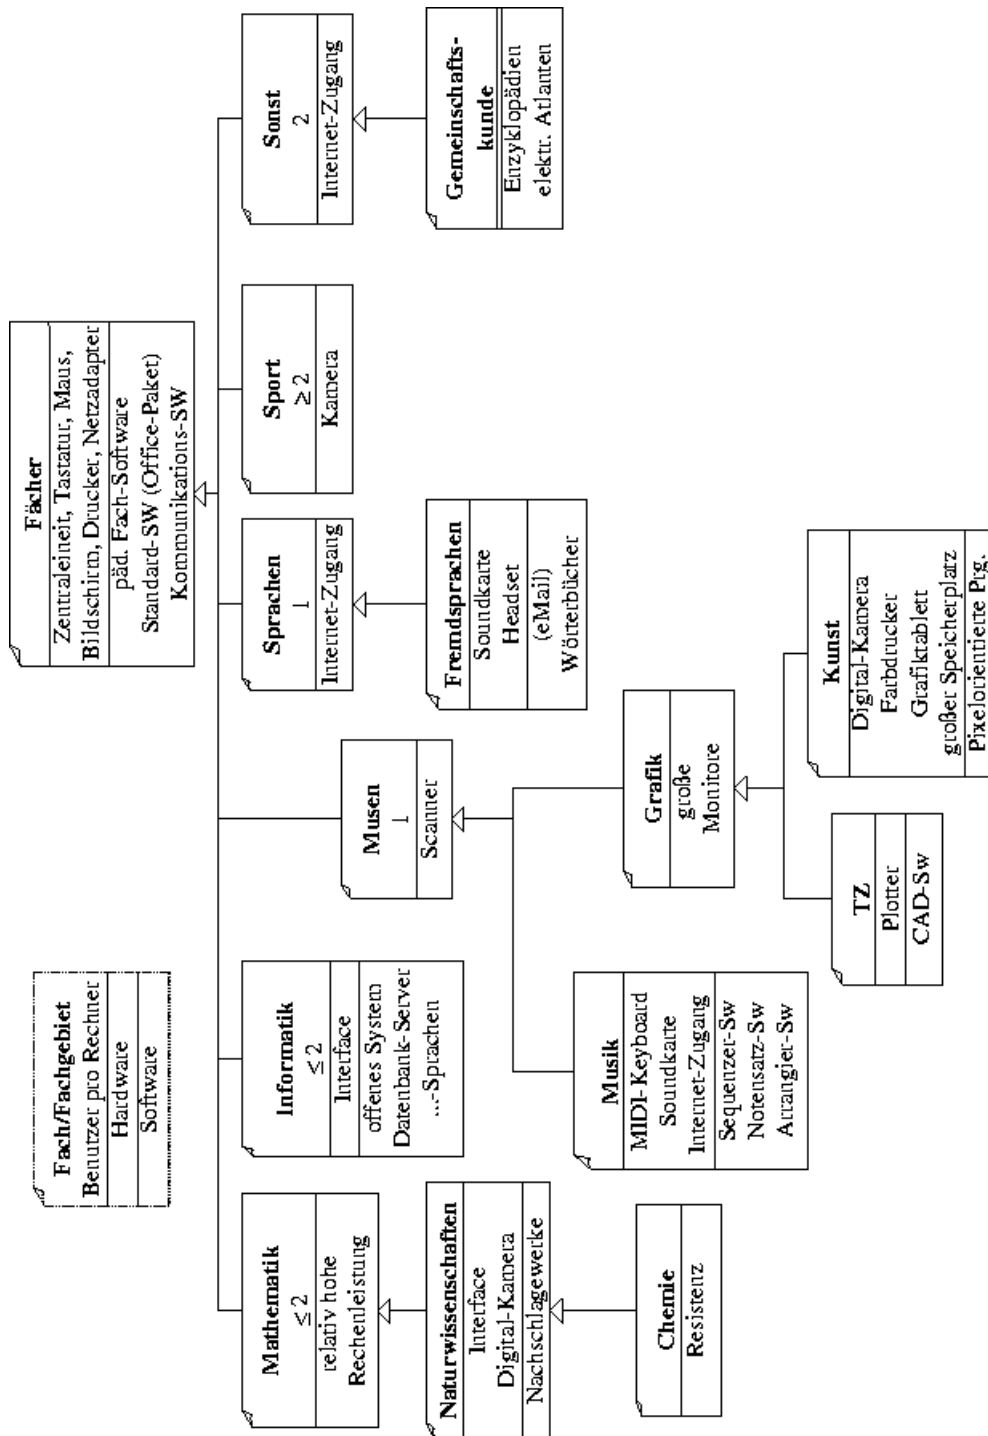 Fach/Fachgebiet
Benutzer pro Rechner
Hardware
Software
Fächer
Zentraleineit, Tastatur, Maus,
Bildschirm, Drucker, Netzadapter
päd. Fach-Software
Standard-SW (Office-Paket)
Kommunikations-SW
Mathematik
≤ 2
relativ hohe
Rechenleistung
Informatik
≤ 2
Interface
offenes System
Datenbank-Server
...-Sprachen
Musen
1
Scanner
Sprachen
1
Internet-Zugang
Sport
≥ 2
Kamera
Sonst
2
Internet-Zugang
Naturwissenschaften
Interface
Digital-Kamera
Nachschlagewerke
Fremdsprachen
Soundkarte
Headset
(eMail)
Wörterbücher
Gemeinschafts-
kunde
Enzyklopädien
elektr. Atlanten
Chemie
Resistenz
Musik
MIDI-Keyboard
Soundkarte
Internet-Zugang
Sequenzer-Sw
Notensatz-Sw
Arrangier-Sw
Grafik
große
Monitore
TZ
Plotter
CAD-Sw
Kunst
Digital-Kamera
Farbdrucker
Grafiktablett
großer Speicherplatz
Pixelorientierte Prg.